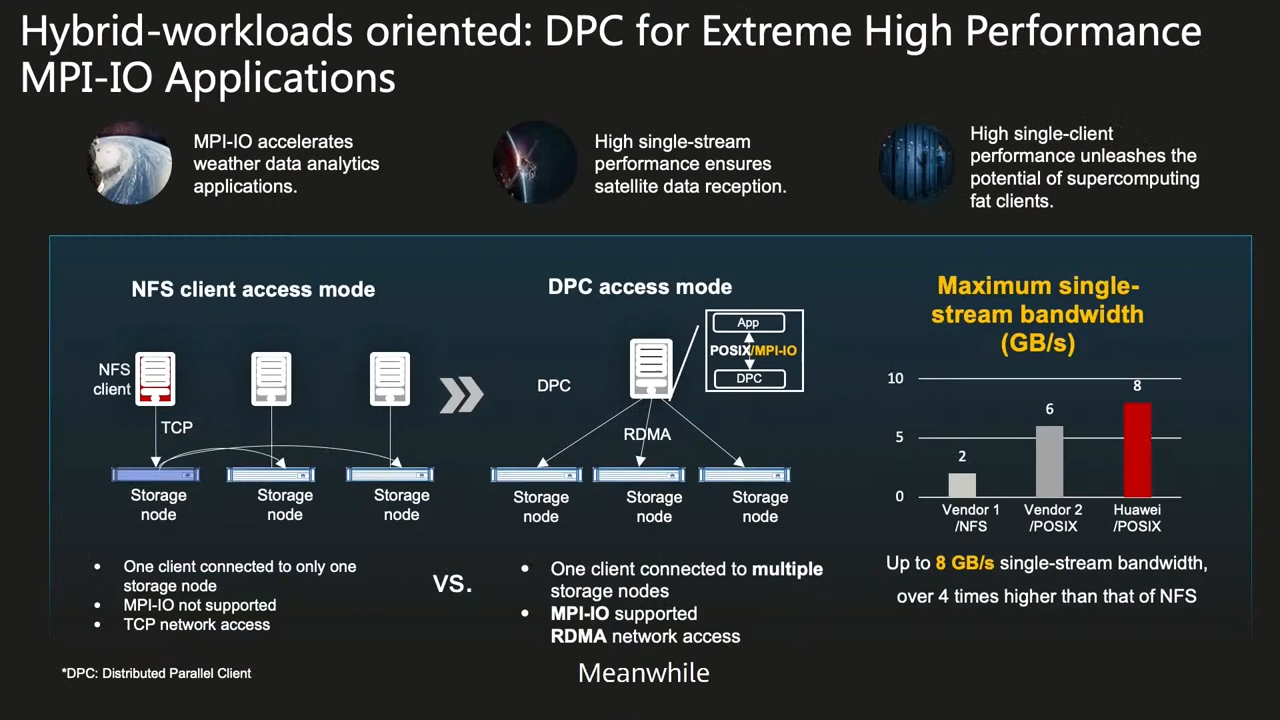 Hybrid-workloads oriented: DPC for Extreme High Performance
MPI-IO Applications
MPI-IO accelerates
weather data analytics
applications.
High single-stream
performance ensures
satellite data reception.
High single-client
performance unleashes the
potential of supercomputing
fat clients.
NFS client access mode
NFS
client
TCP
Storage
node
Storage
node
Storage
node
• One client connected to only one
storage node
• MPI-IO not supported
• TCP network access
VS.
DPC access mode
App
POSIX/MPI-IO
DPC
DPC
RDMA
Storage
node
Storage
node
Storage
node
• One client connected to multiple
storage nodes
• MPI-IO supported
RDMA network access
Maximum single-
stream bandwidth
(GB/s)
10
5
0
2
6
8
Vendor 1
/NFS
Vendor 2
/POSIX
Huawei
/POSIX
Up to 8 GB/s single-stream bandwidth,
over 4 times higher than that of NFS
*DPC: Distributed Parallel Client
Meanwhile